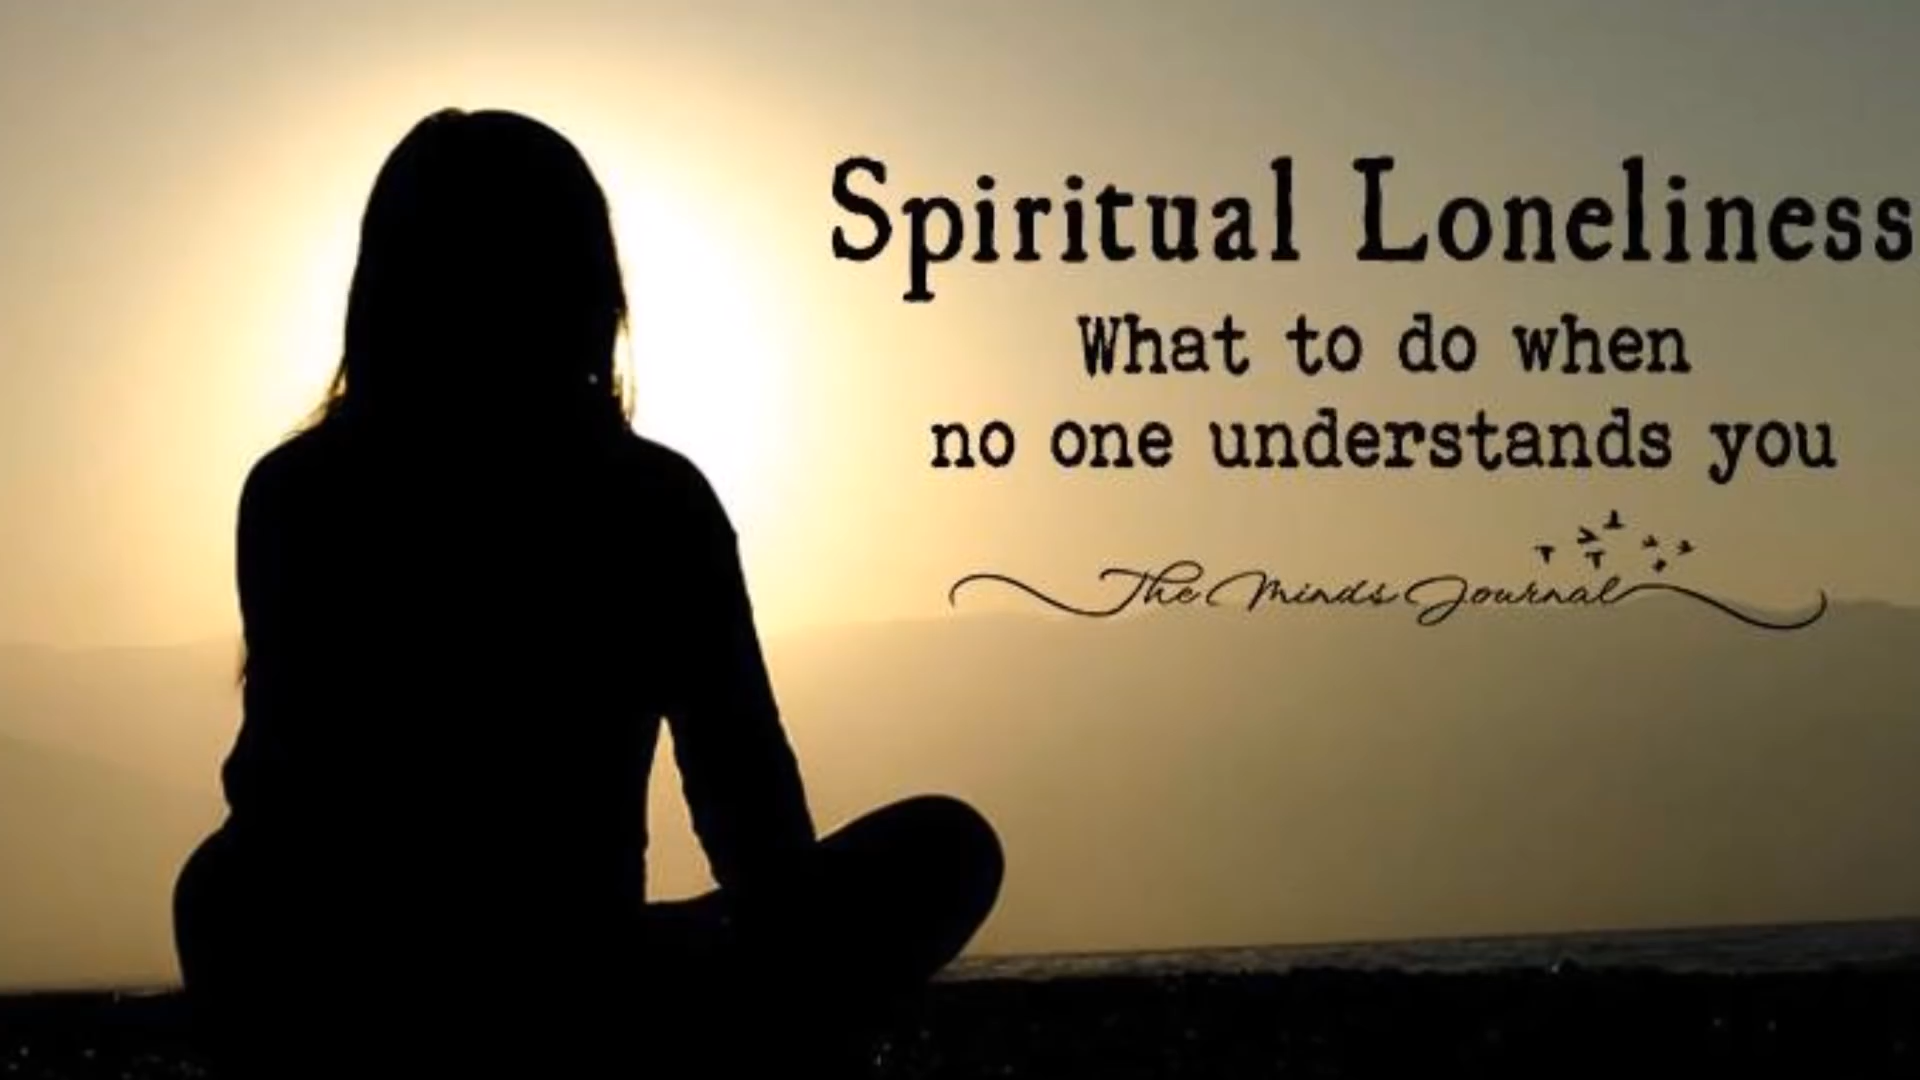 Spiritual Loneliness
What to do when
no one understands you
The Minds Journal